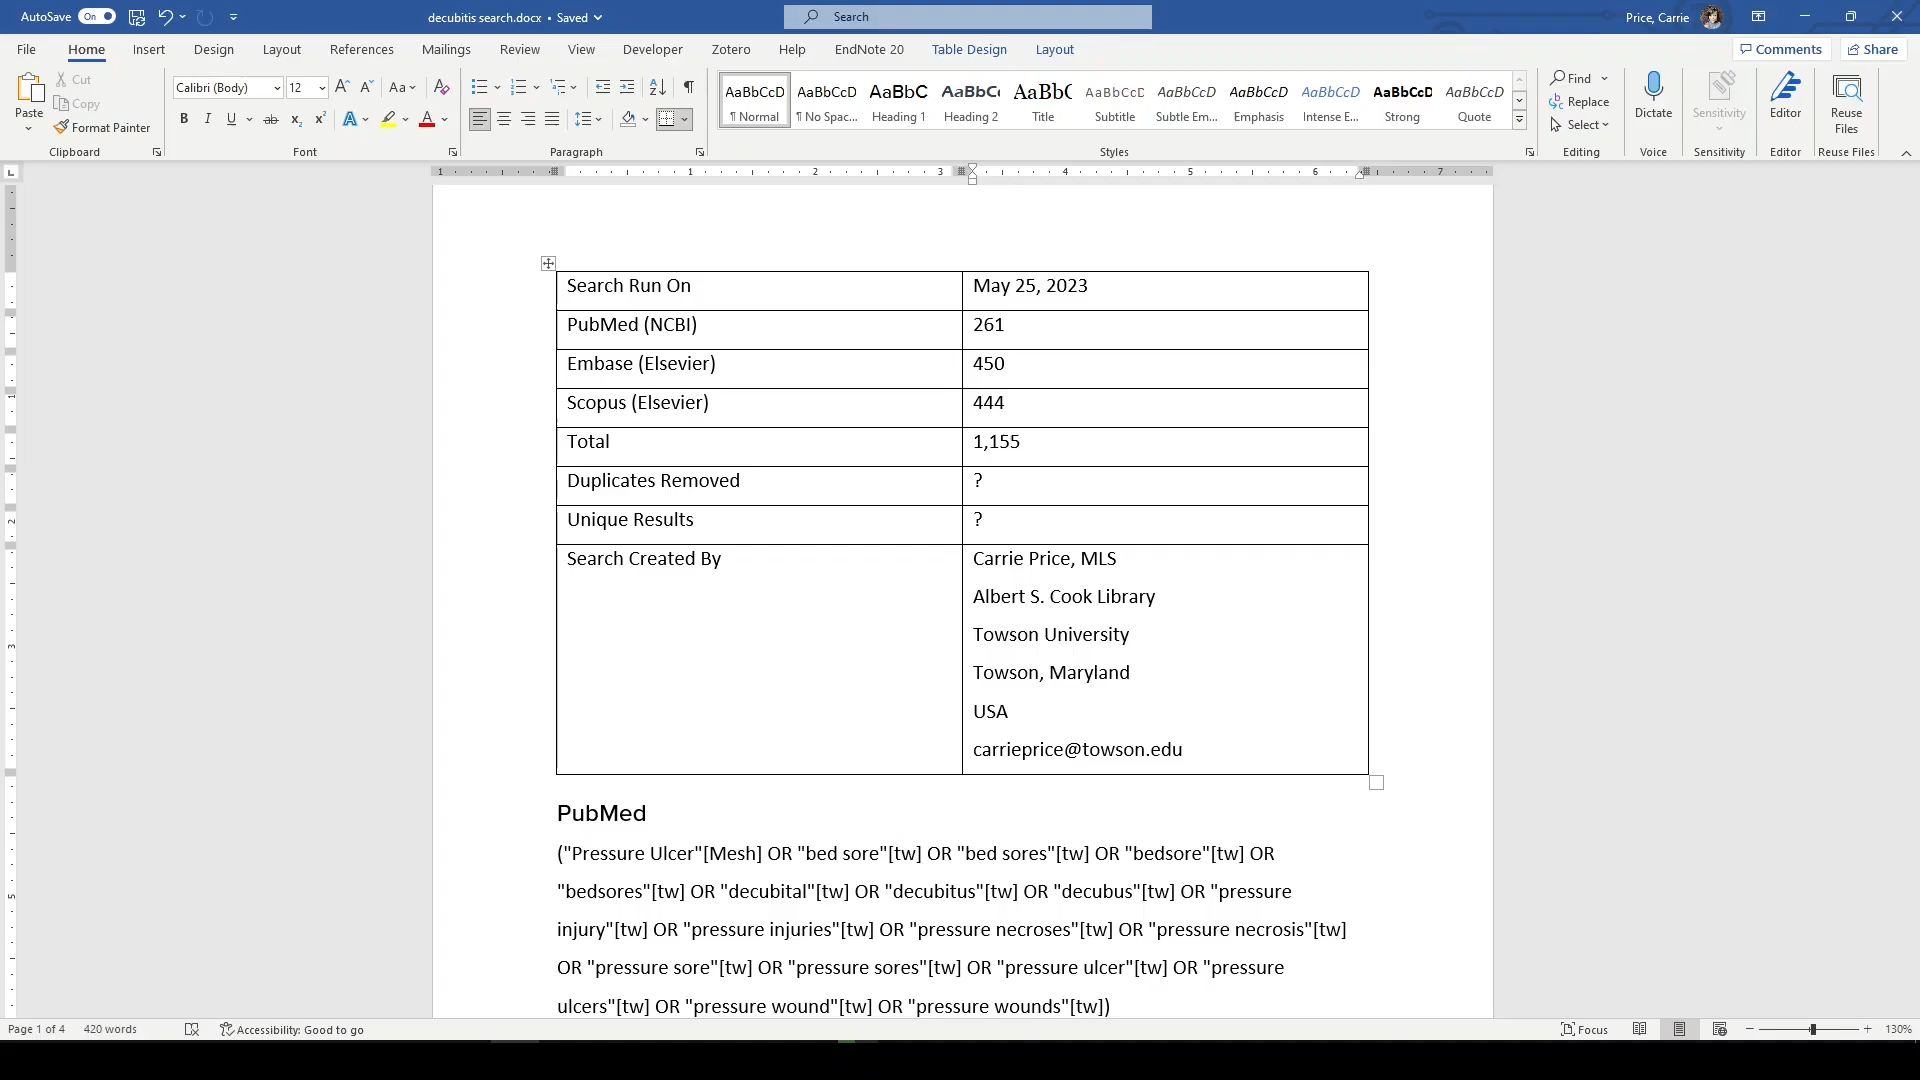 AutoSave On decubitis search.docx • Saved Search Price, Carrie
File Home Insert Design Layout References Mailings Review View Developer Zotero Help EndNote 20 Table Design Layout Comments Share
Paste Cut Copy Format Painter
Calibri (Body) 12
AaBbCcD AaBbCcD AaBbC AaBbC AaBbC AaBbCcD AaBbCcD AaBbCcD AaBbCcD AaBbCcD AaBbCcD
¶ Normal ¶ No Spac... Heading 1 Heading 2 Title Subtitle Subtle Em... Emphasis Intense E... Strong Quote
Find Replace Select
Dictate Sensitivity Editor Reuse Files
Clipboard Font Paragraph Styles Editing Voice Sensitivity Editor Reuse Files
1 1 2 3 4 5 6 7
Search Run On May 25, 2023
PubMed (NCBI) 261
Embase (Elsevier) 450
Scopus (Elsevier) 444
Total 1,155
Duplicates Removed ?
Unique Results ?
Search Created By Carrie Price, MLS
Albert S. Cook Library
Towson University
Towson, Maryland
USA
carrieprice@towson.edu
PubMed
("Pressure Ulcer"[Mesh] OR "bed sore"[tw] OR "bed sores"[tw] OR "bedsore"[tw] OR
"bedsores"[tw] OR "decubital"[tw] OR "decubitus"[tw] OR "decubus"[tw] OR "pressure
injury"[tw] OR "pressure injuries"[tw] OR "pressure necroses"[tw] OR "pressure necrosis"[tw]
OR "pressure sore"[tw] OR "pressure sores"[tw] OR "pressure ulcer"[tw] OR "pressure
ulcers"[tw] OR "pressure wound"[tw] OR "pressure wounds"[tw])
Page 1 of 4 420 words Accessibility: Good to go Focus 130%